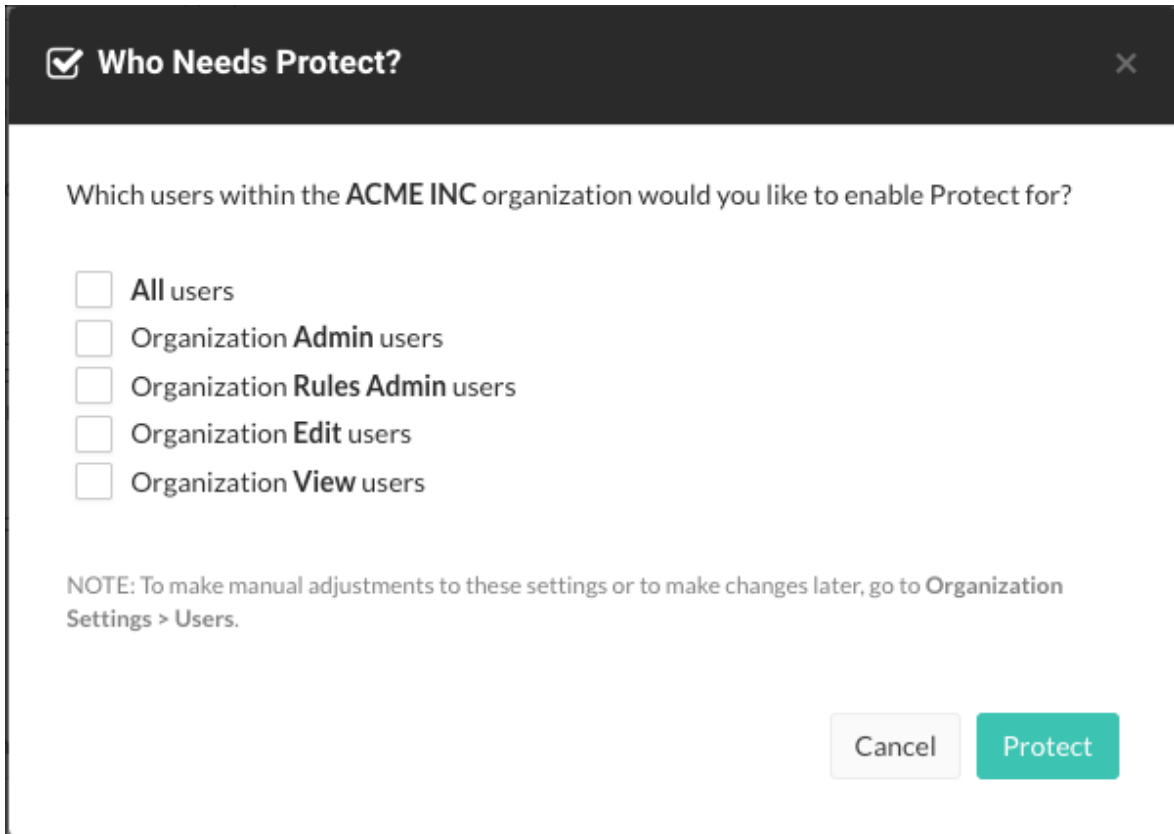 Who Needs Protect?
Which users within the ACME INC organization would you like to enable Protect for?
All users
Organization Admin users
Organization Rules Admin users
Organization Edit users
Organization View users
NOTE: To make manual adjustments to these settings or to make changes later, go to Organization
Settings > Users.
Cancel
Protect